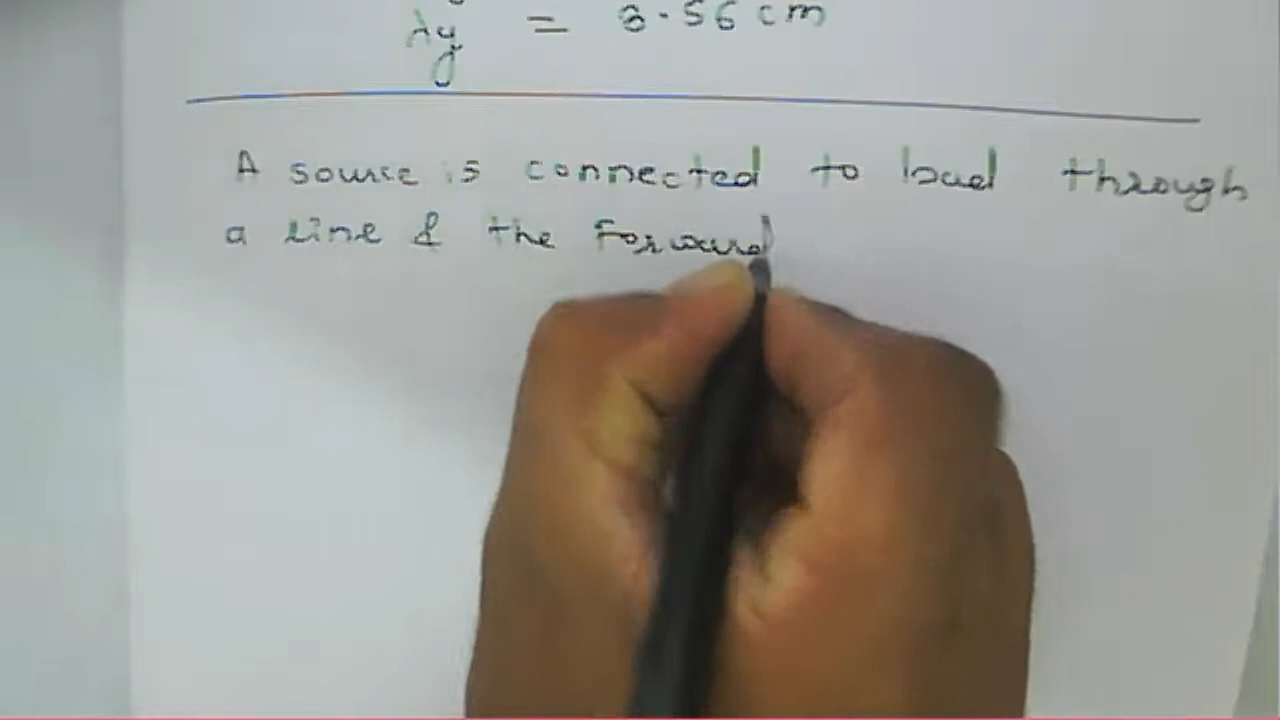 λg = 8.56 cm
A source is connected to load through
a line & the forward